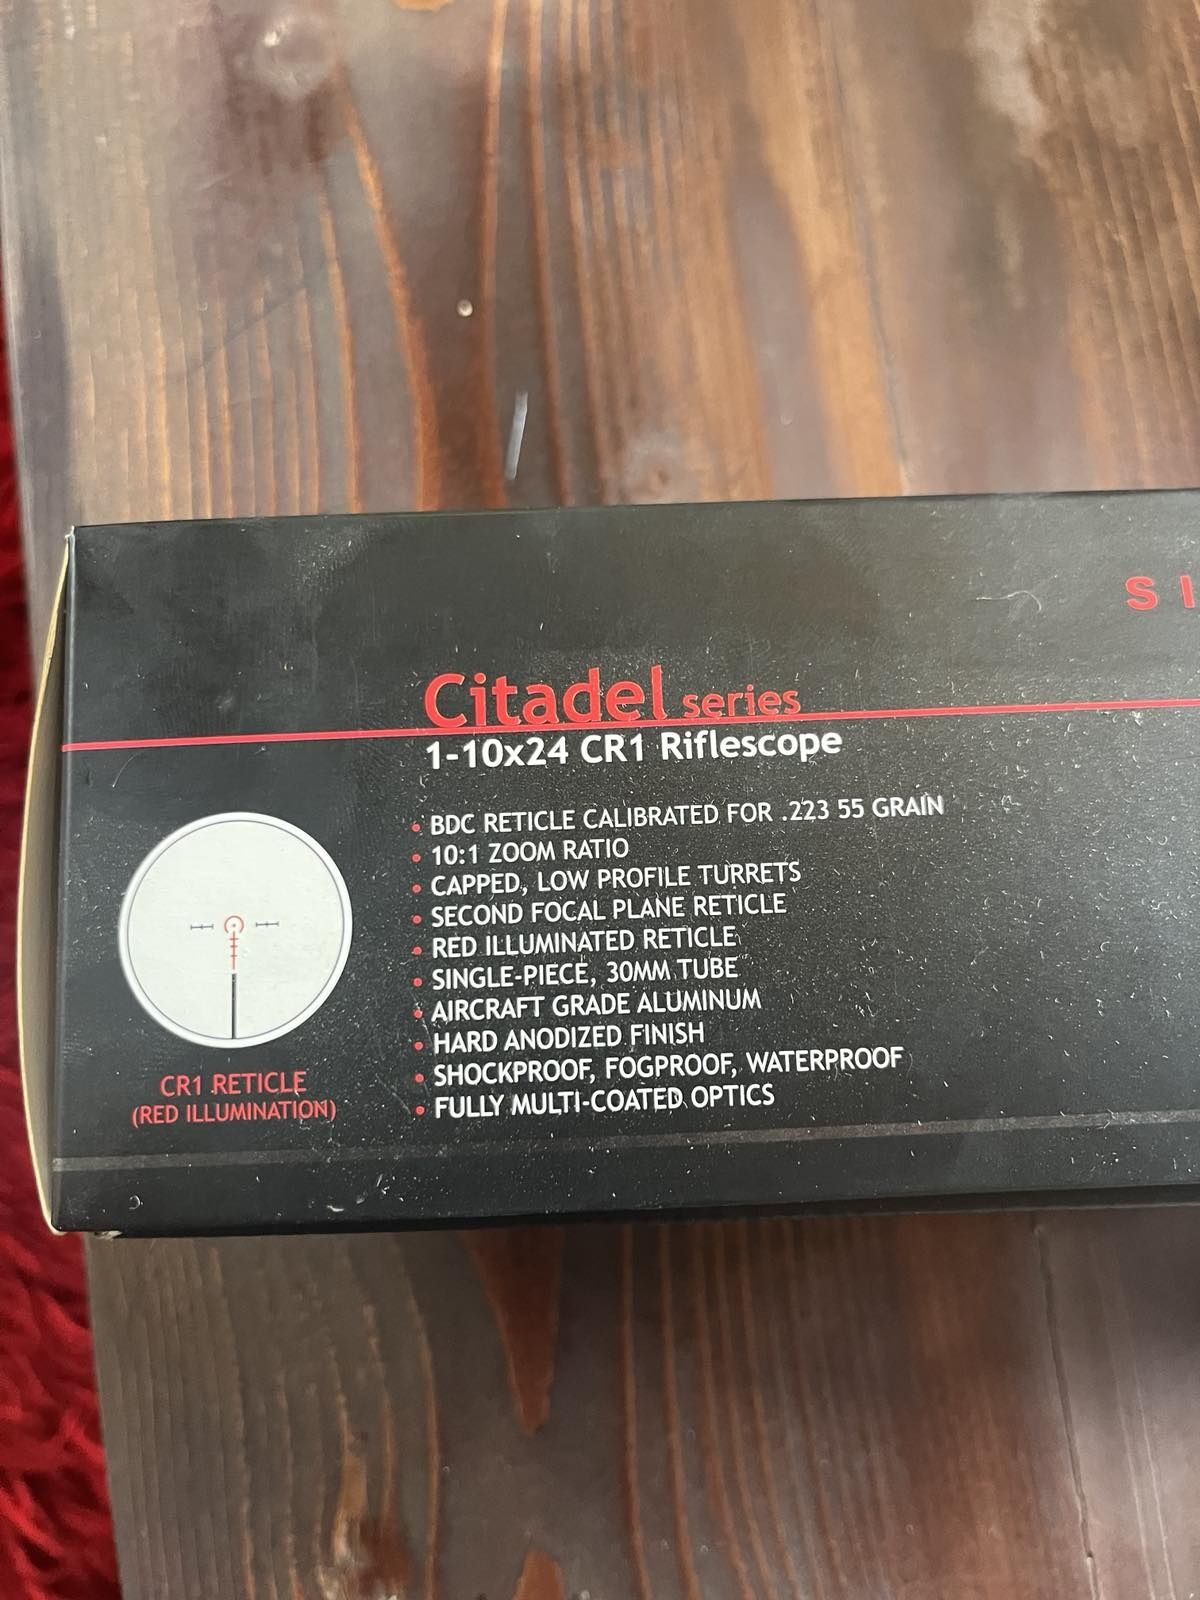 SI
Citadel series
1-10x24 CR1 Riflescope
• BDC RETICLE CALIBRATED FOR .223 55 GRAIN
• 10:1 ZOOM RATIO
• CAPPED, LOW PROFILE TURRETS
• SECOND FOCAL PLANE RETICLE
• RED ILLUMINATED RETICLE
• SINGLE-PIECE, 30MM TUBE
• AIRCRAFT GRADE ALUMINUM
• HARD ANODIZED FINISH
• SHOCKPROOF, FOGPROOF, WATERPROOF
• FULLY MULTI-COATED OPTICS
CR1 RETICLE
(RED ILLUMINATION)